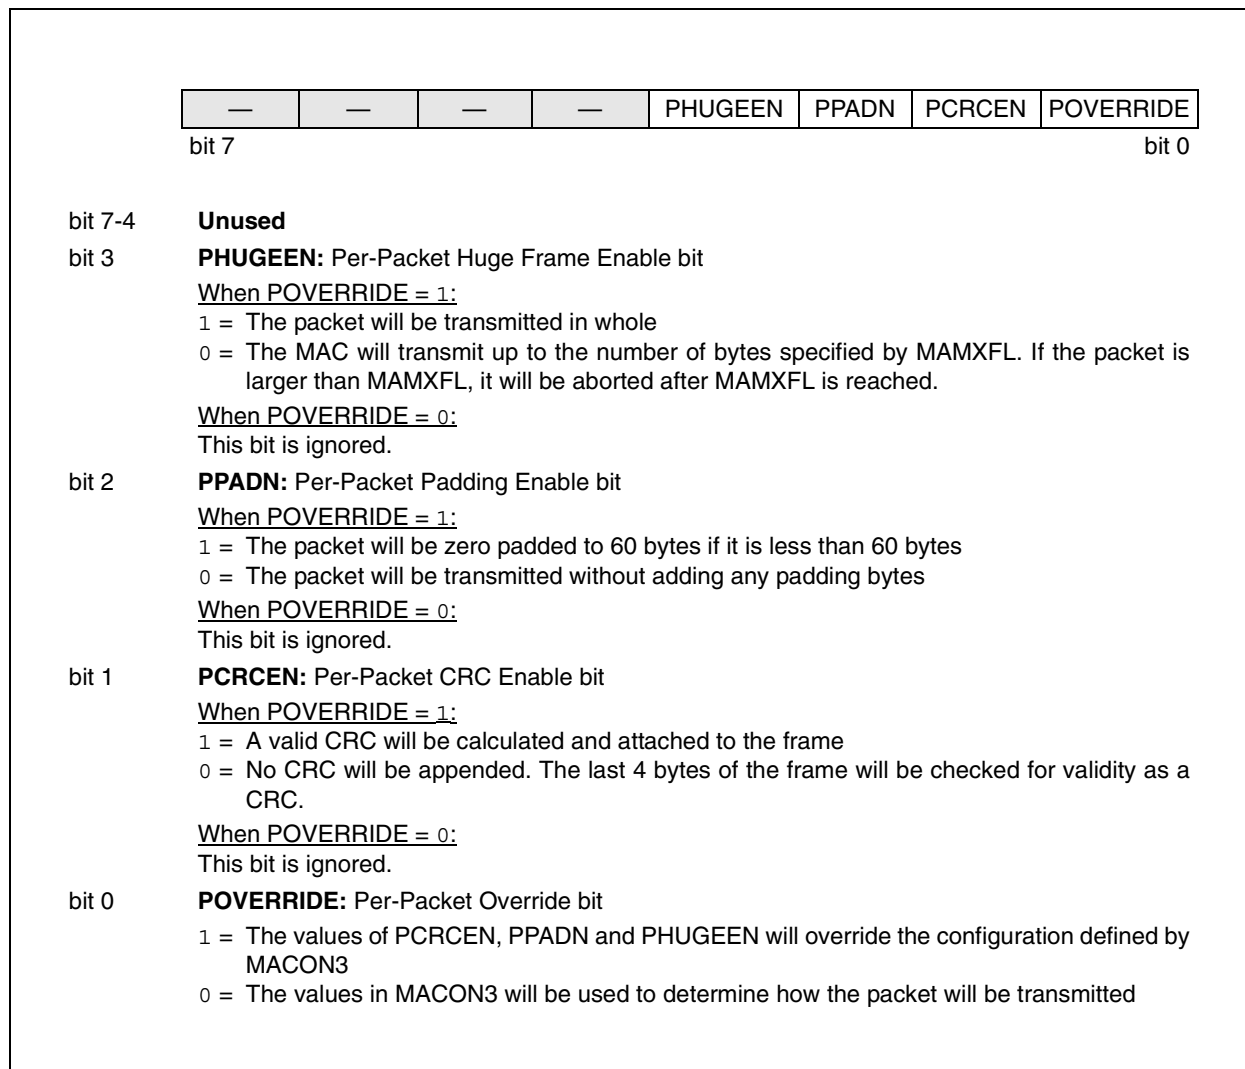 — — — — PHUGEEN PPADN PCRCEN POVERRIDE
bit 7 bit 0
bit 7-4 Unused
bit 3 PHUGEEN: Per-Packet Huge Frame Enable bit
When POVERRIDE = 1:
1 = The packet will be transmitted in whole
0 = The MAC will transmit up to the number of bytes specified by MAMXFL. If the packet is
larger than MAMXFL, it will be aborted after MAMXFL is reached.
When POVERRIDE = 0:
This bit is ignored.
bit 2 PPADN: Per-Packet Padding Enable bit
When POVERRIDE = 1:
1 = The packet will be zero padded to 60 bytes if it is less than 60 bytes
0 = The packet will be transmitted without adding any padding bytes
When POVERRIDE = 0:
This bit is ignored.
bit 1 PCRCEN: Per-Packet CRC Enable bit
When POVERRIDE = 1:
1 = A valid CRC will be calculated and attached to the frame
0 = No CRC will be appended. The last 4 bytes of the frame will be checked for validity as a
CRC.
When POVERRIDE = 0:
This bit is ignored.
bit 0 POVERRIDE: Per-Packet Override bit
1 = The values of PCRCEN, PPADN and PHUGEEN will override the configuration defined by
MACON3
0 = The values in MACON3 will be used to determine how the packet will be transmitted